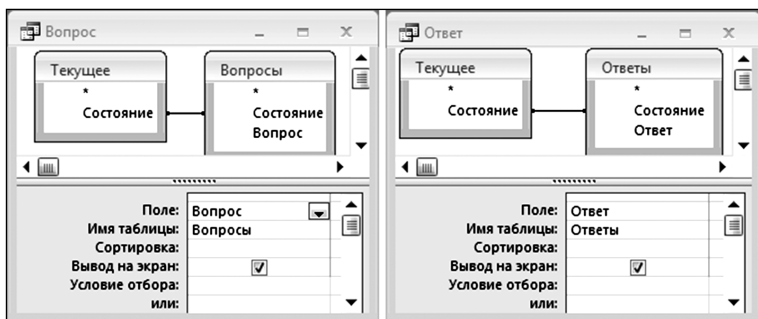 Вопрос
Текущее
*
Состояние
Вопросы
*
Состояние
Вопрос
Поле: Вопрос
Имя таблицы: Вопросы
Сортировка:
Вывод на экран:
Условие отбора:
или:
Ответ
Текущее
*
Состояние
Ответы
*
Состояние
Ответ
Поле: Ответ
Имя таблицы: Ответы
Сортировка:
Вывод на экран:
Условие отбора:
или: